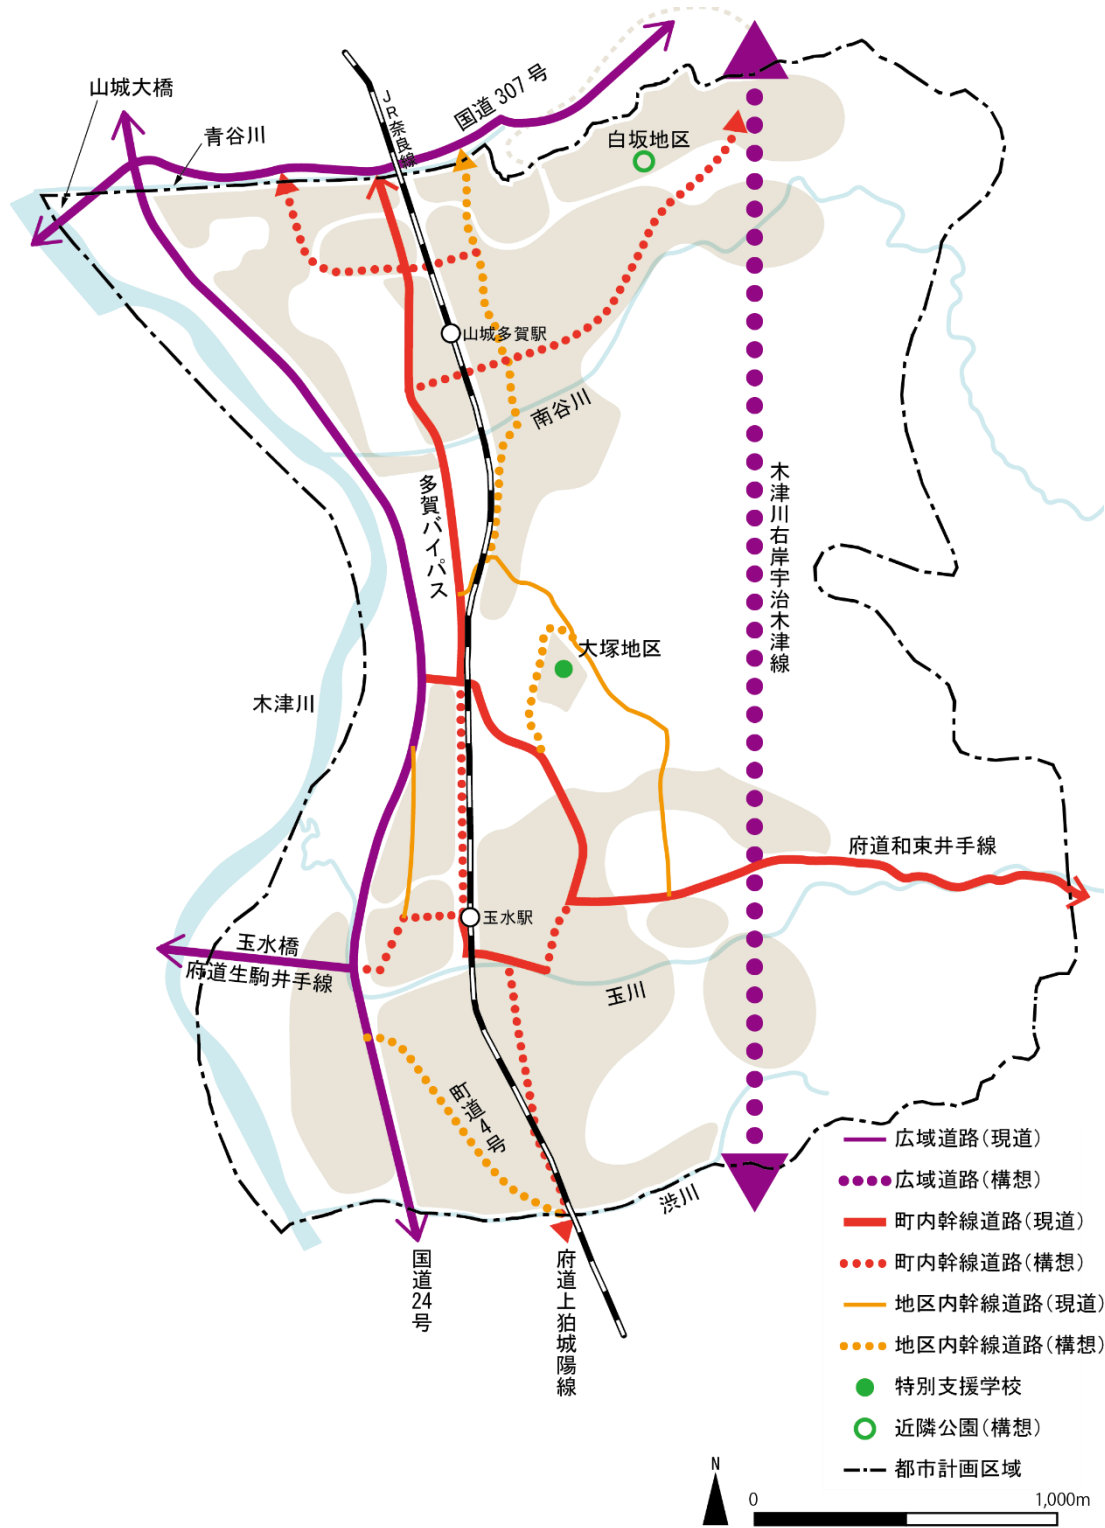 山城大橋
青谷川
JR奈良線
国道307号
白坂地区
山城多賀駅
南谷川
多賀バイパス
木津川右岸宇治木津線
大塚地区
木津川
府道和束井手線
玉水駅
玉水橋
府道生駒井手線
玉川
町道4号
渋川
国道24号
府道上狛城陽線
広域道路(現道)
広域道路(構想)
町内幹線道路(現道)
町内幹線道路(構想)
地区内幹線道路(現道)
地区内幹線道路(構想)
特別支援学校
近隣公園(構想)
都市計画区域
N
0 1,000m